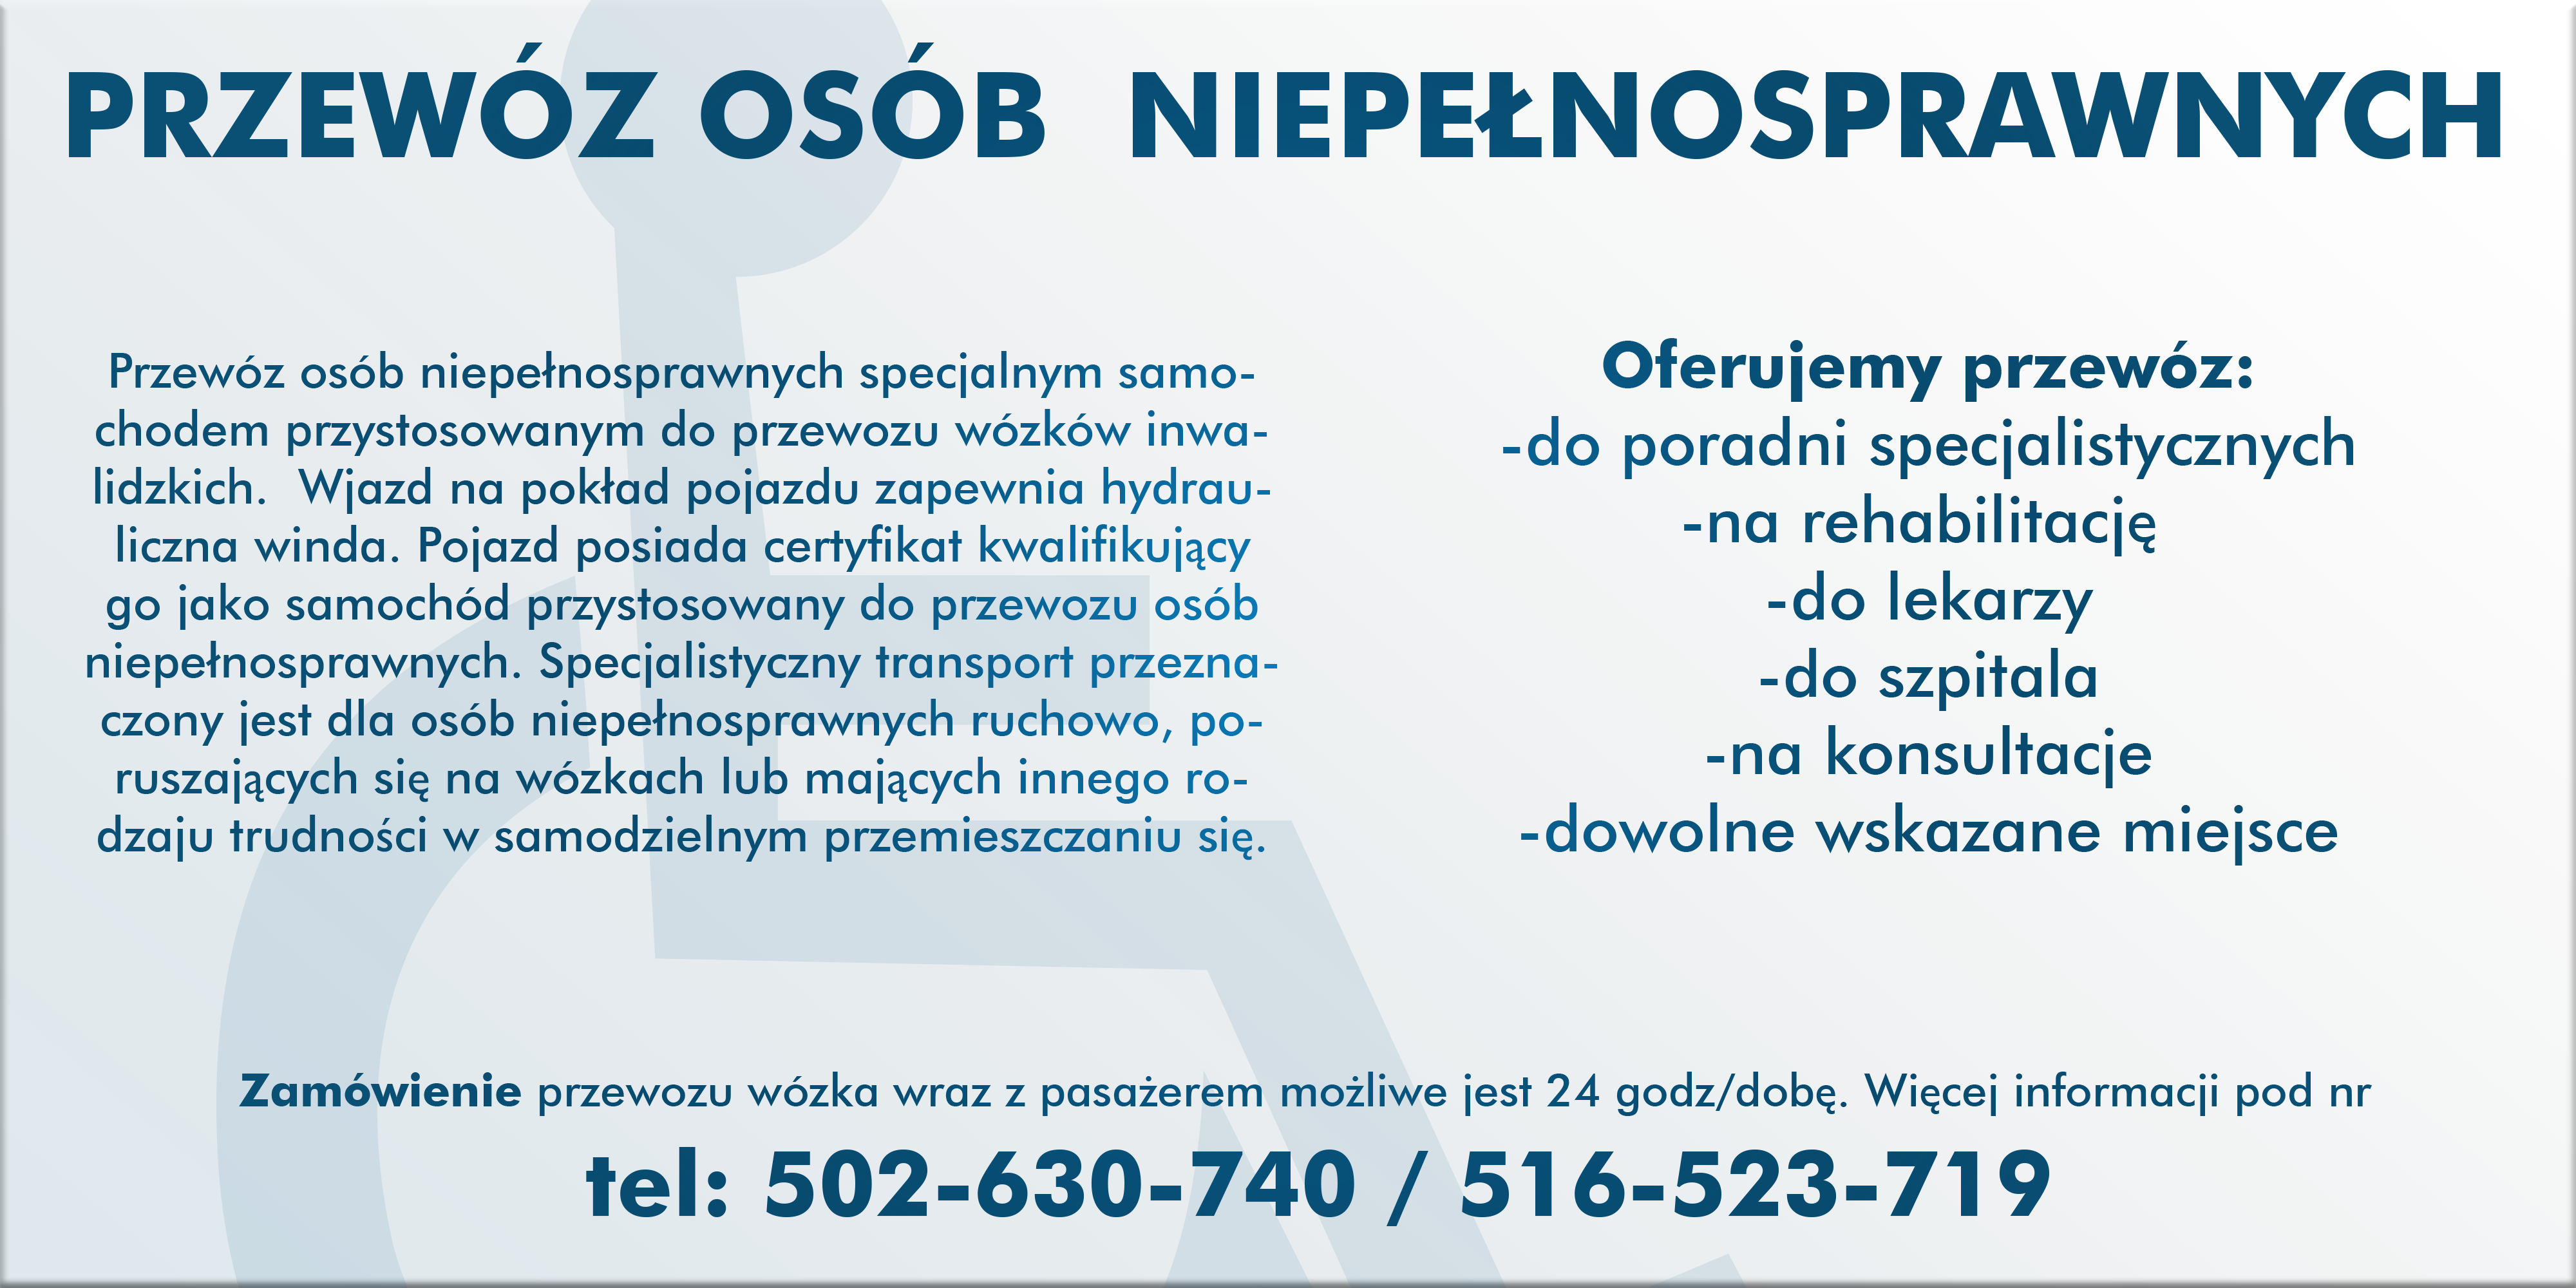 PRZEWÓZ OSÓB  NIEPEŁNOSPRAWNYCH
Przewóz osób niepełnosprawnych specjalnym samo-
chodem przystosowanym do przewozu wózków inwa-
lidzkich.  Wjazd na pokład pojazdu zapewnia hydrau-
liczna winda. Pojazd posiada certyfikat kwalifikujący
go jako samochód przystosowany do przewozu osób
niepełnosprawnych. Specjalistyczny transport przezna-
czony jest dla osób niepełnosprawnych ruchowo, po-
ruszających się na wózkach lub mających innego ro-
dzaju trudności w samodzielnym przemieszczaniu się.
Oferujemy przewóz:
-do poradni specjalistycznych
-na rehabilitację
-do lekarzy
-do szpitala
-na konsultacje
-dowolne wskazane miejsce
Zamówienie przewozu wózka wraz z pasażerem możliwe jest 24 godz/dobę. Więcej informacji pod nr
tel: 502-630-740 / 516-523-719